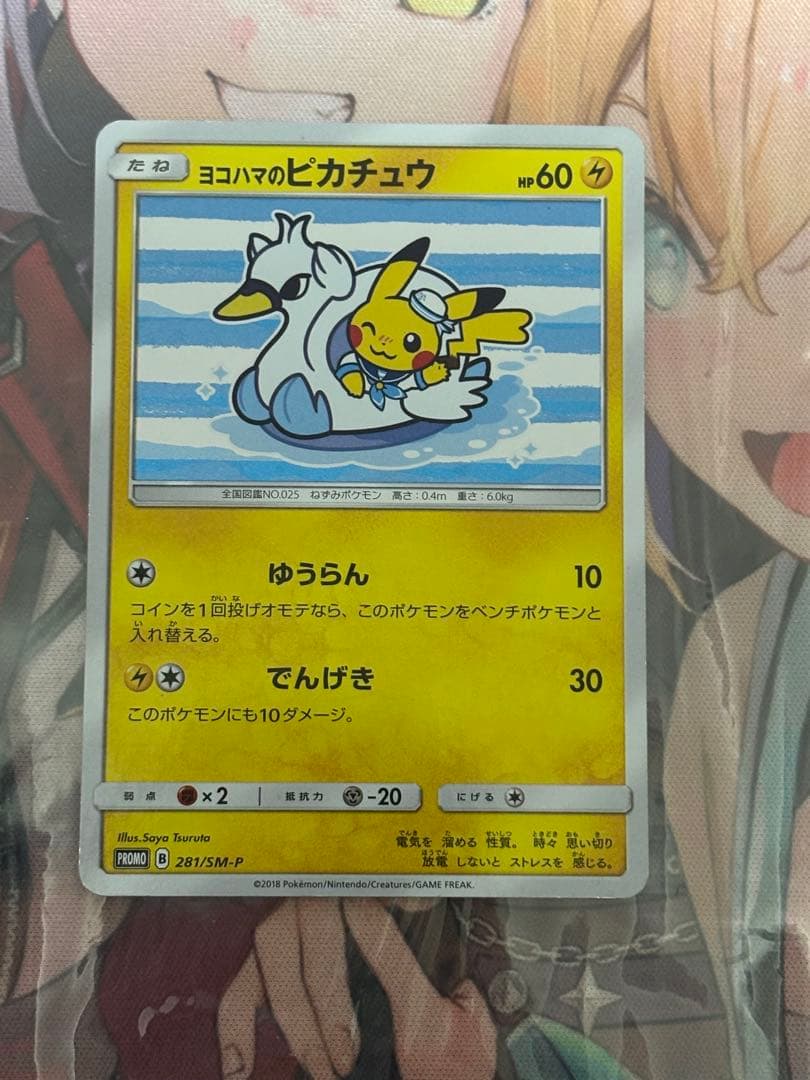 たね ヨコハマのピカチュウ HP60
全国図鑑NO.025 ねずみポケモン 高さ:0.4m 重さ:6.0kg
ゆうらん 10
コインを1回投げオモテなら、このポケモンをベンチポケモンと
入れ替える。
でんげき 30
このポケモンにも10ダメージ。
弱点 ×2 抵抗力 -20 にげる
Illus.Saya Tsuruta
電気を 溜める 性質。 時々 思い切り
放電 しないと ストレスを 感じる。
PROMO B 281/SM-P
©2018 Pokémon/Nintendo/Creatures/GAME FREAK.